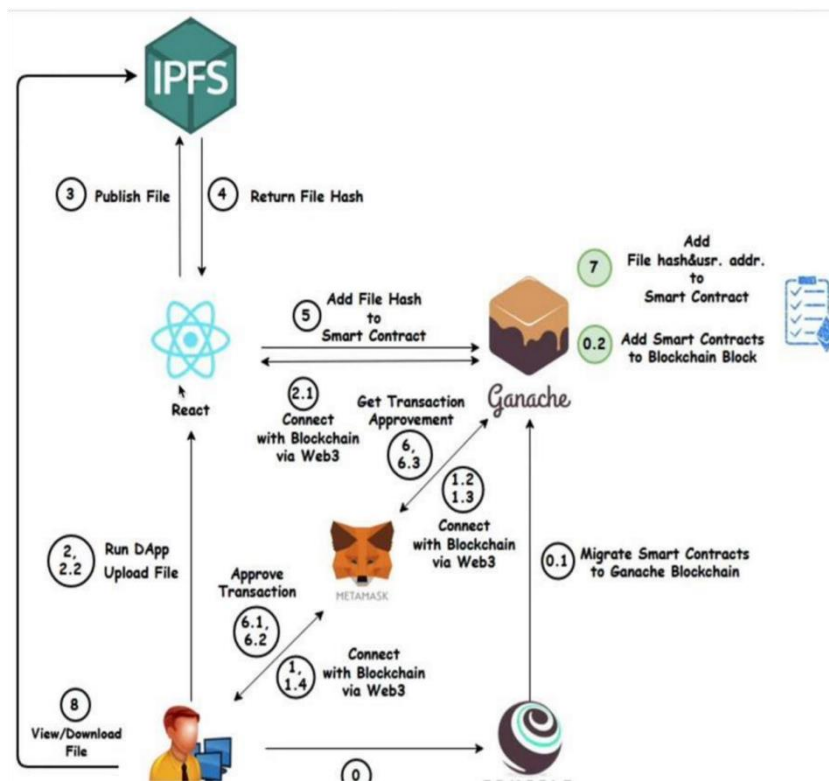 IPFS
3 Publish File
4 Return File Hash
7
Add
File hash&usr. addr.
to
Smart Contract
5
Add File Hash
to
Smart Contract
0.2
Add Smart Contracts
to Blockchain Block
React
Ganache
2.1
Connect
with Blockchain
via Web3
Get Transaction
Approvement
6,
6.3
1.2
1.3
Connect
with Blockchain
via Web3
2,
2.2
Run DApp
Upload File
METAMASK
0.1
Migrate Smart Contracts
to Ganache Blockchain
Approve
Transaction
6.1,
6.2
1,
1.4
Connect
with Blockchain
via Web3
8
View/Download
File
0